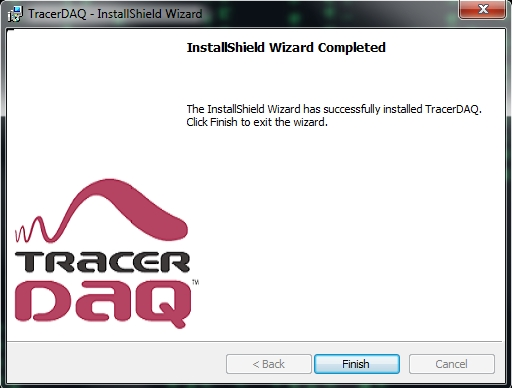 TracerDAQ - InstallShield Wizard
InstallShield Wizard Completed
The InstallShield Wizard has successfully installed TracerDAQ.
Click Finish to exit the wizard.
TRACER
DAQ™
< Back
Finish
Cancel